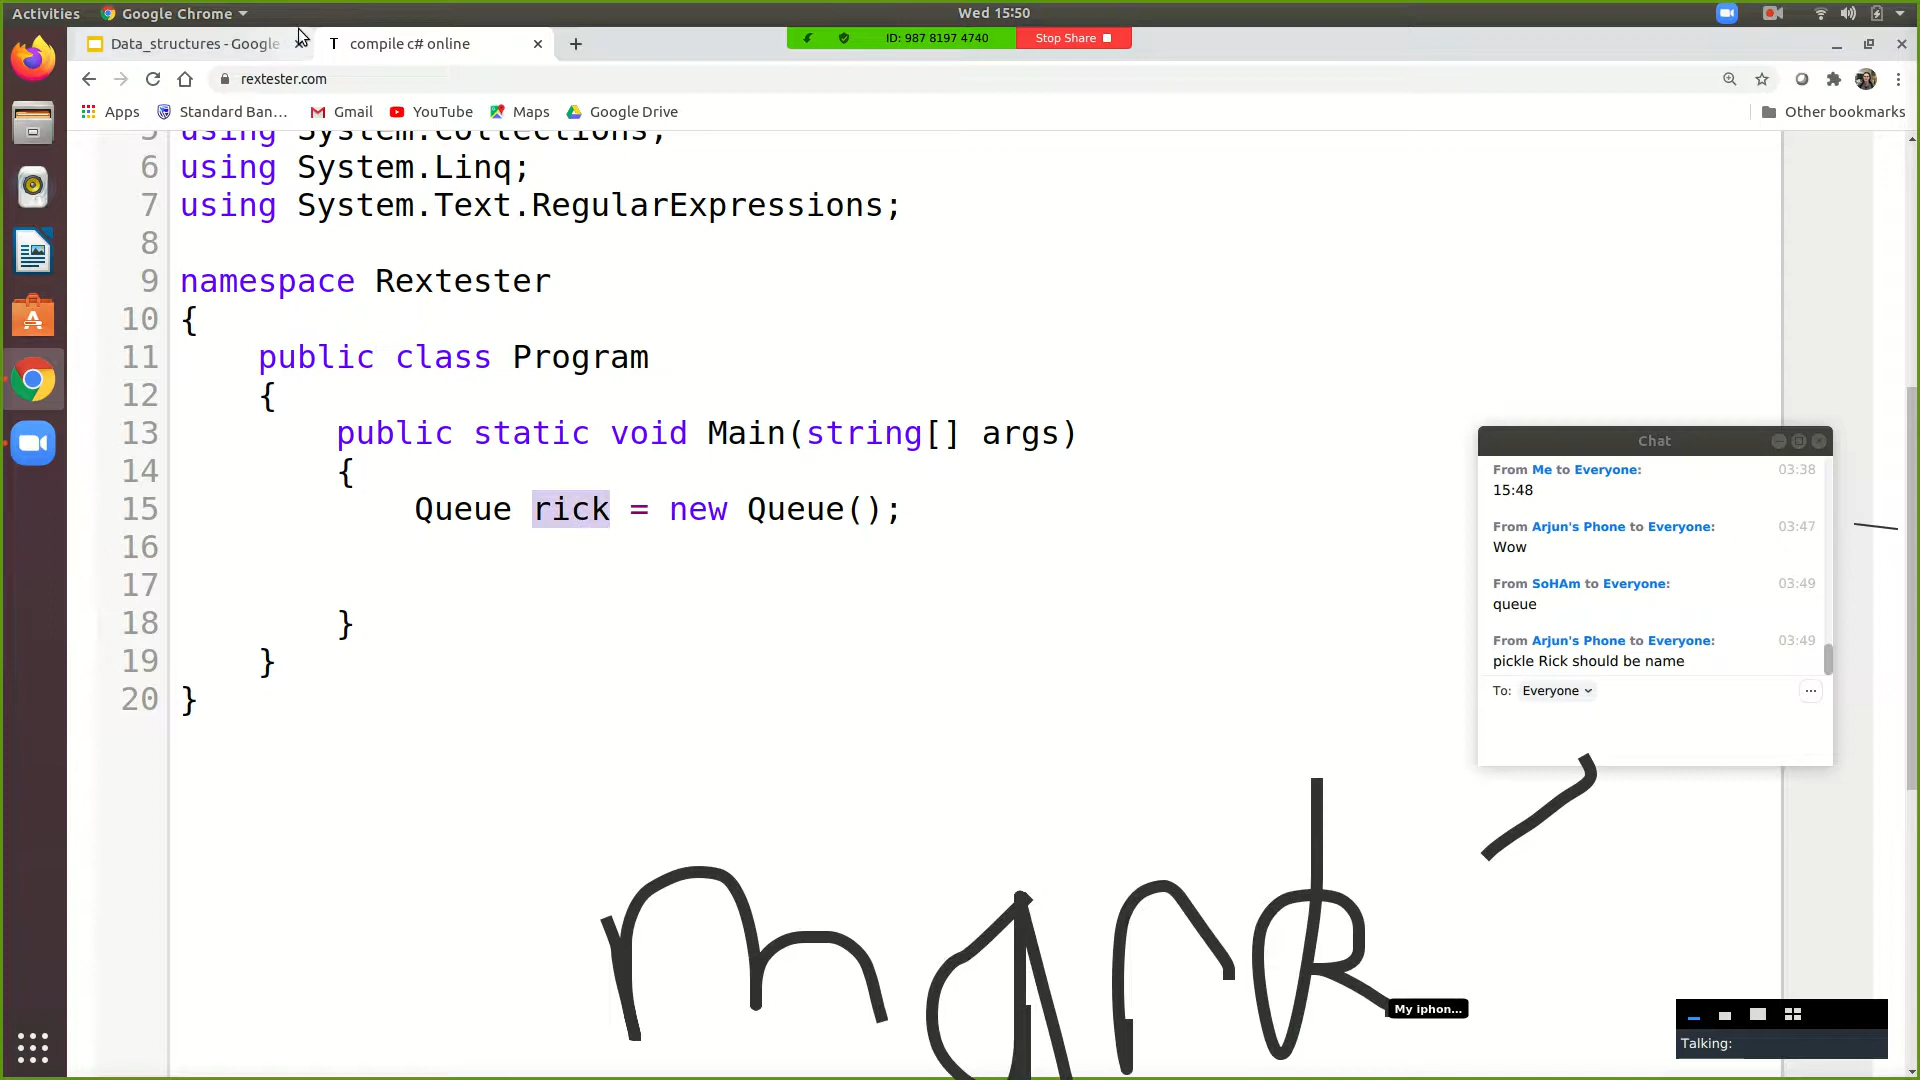 Activities
Google Chrome
Wed 15:50
Data_structures - Google
T compile c# online
ID: 987 8197 4740
Stop Share
rextester.com
Apps
Standard Ban...
Gmail
YouTube
Maps
Google Drive
Other bookmarks
5 using System.Collections;
6 using System.Linq;
7 using System.Text.RegularExpressions;
8
9 namespace Rextester
10 {
11 public class Program
12 {
13 public static void Main(string[] args)
14 {
15 Queue rick = new Queue();
16
17
18 }
19 }
20 }
Chat
From Me to Everyone: 03:38
15:48
From Arjun's Phone to Everyone: 03:47
Wow
From SoHAm to Everyone: 03:49
queue
From Arjun's Phone to Everyone: 03:49
pickle Rick should be name
To: Everyone
mark
My iphon...
Talking: